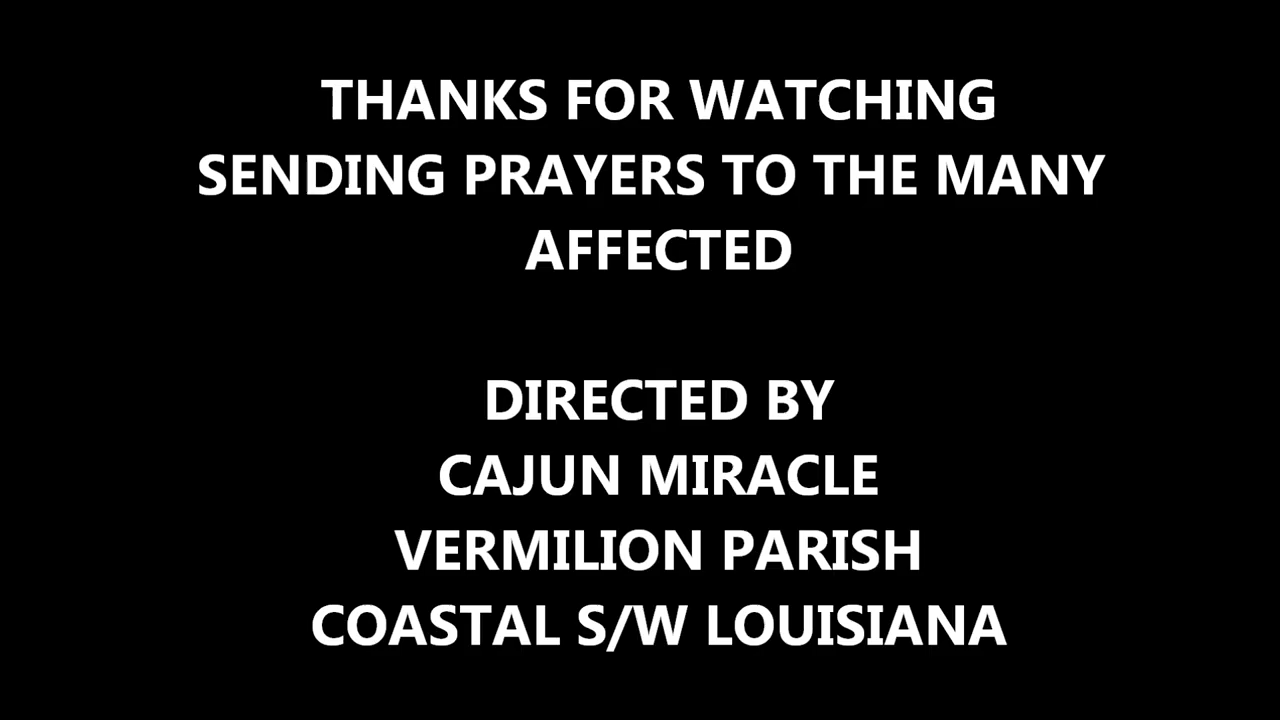 THANKS FOR WATCHING
SENDING PRAYERS TO THE MANY
AFFECTED
DIRECTED BY
CAJUN MIRACLE
VERMILION PARISH
COASTAL S/W LOUISIANA